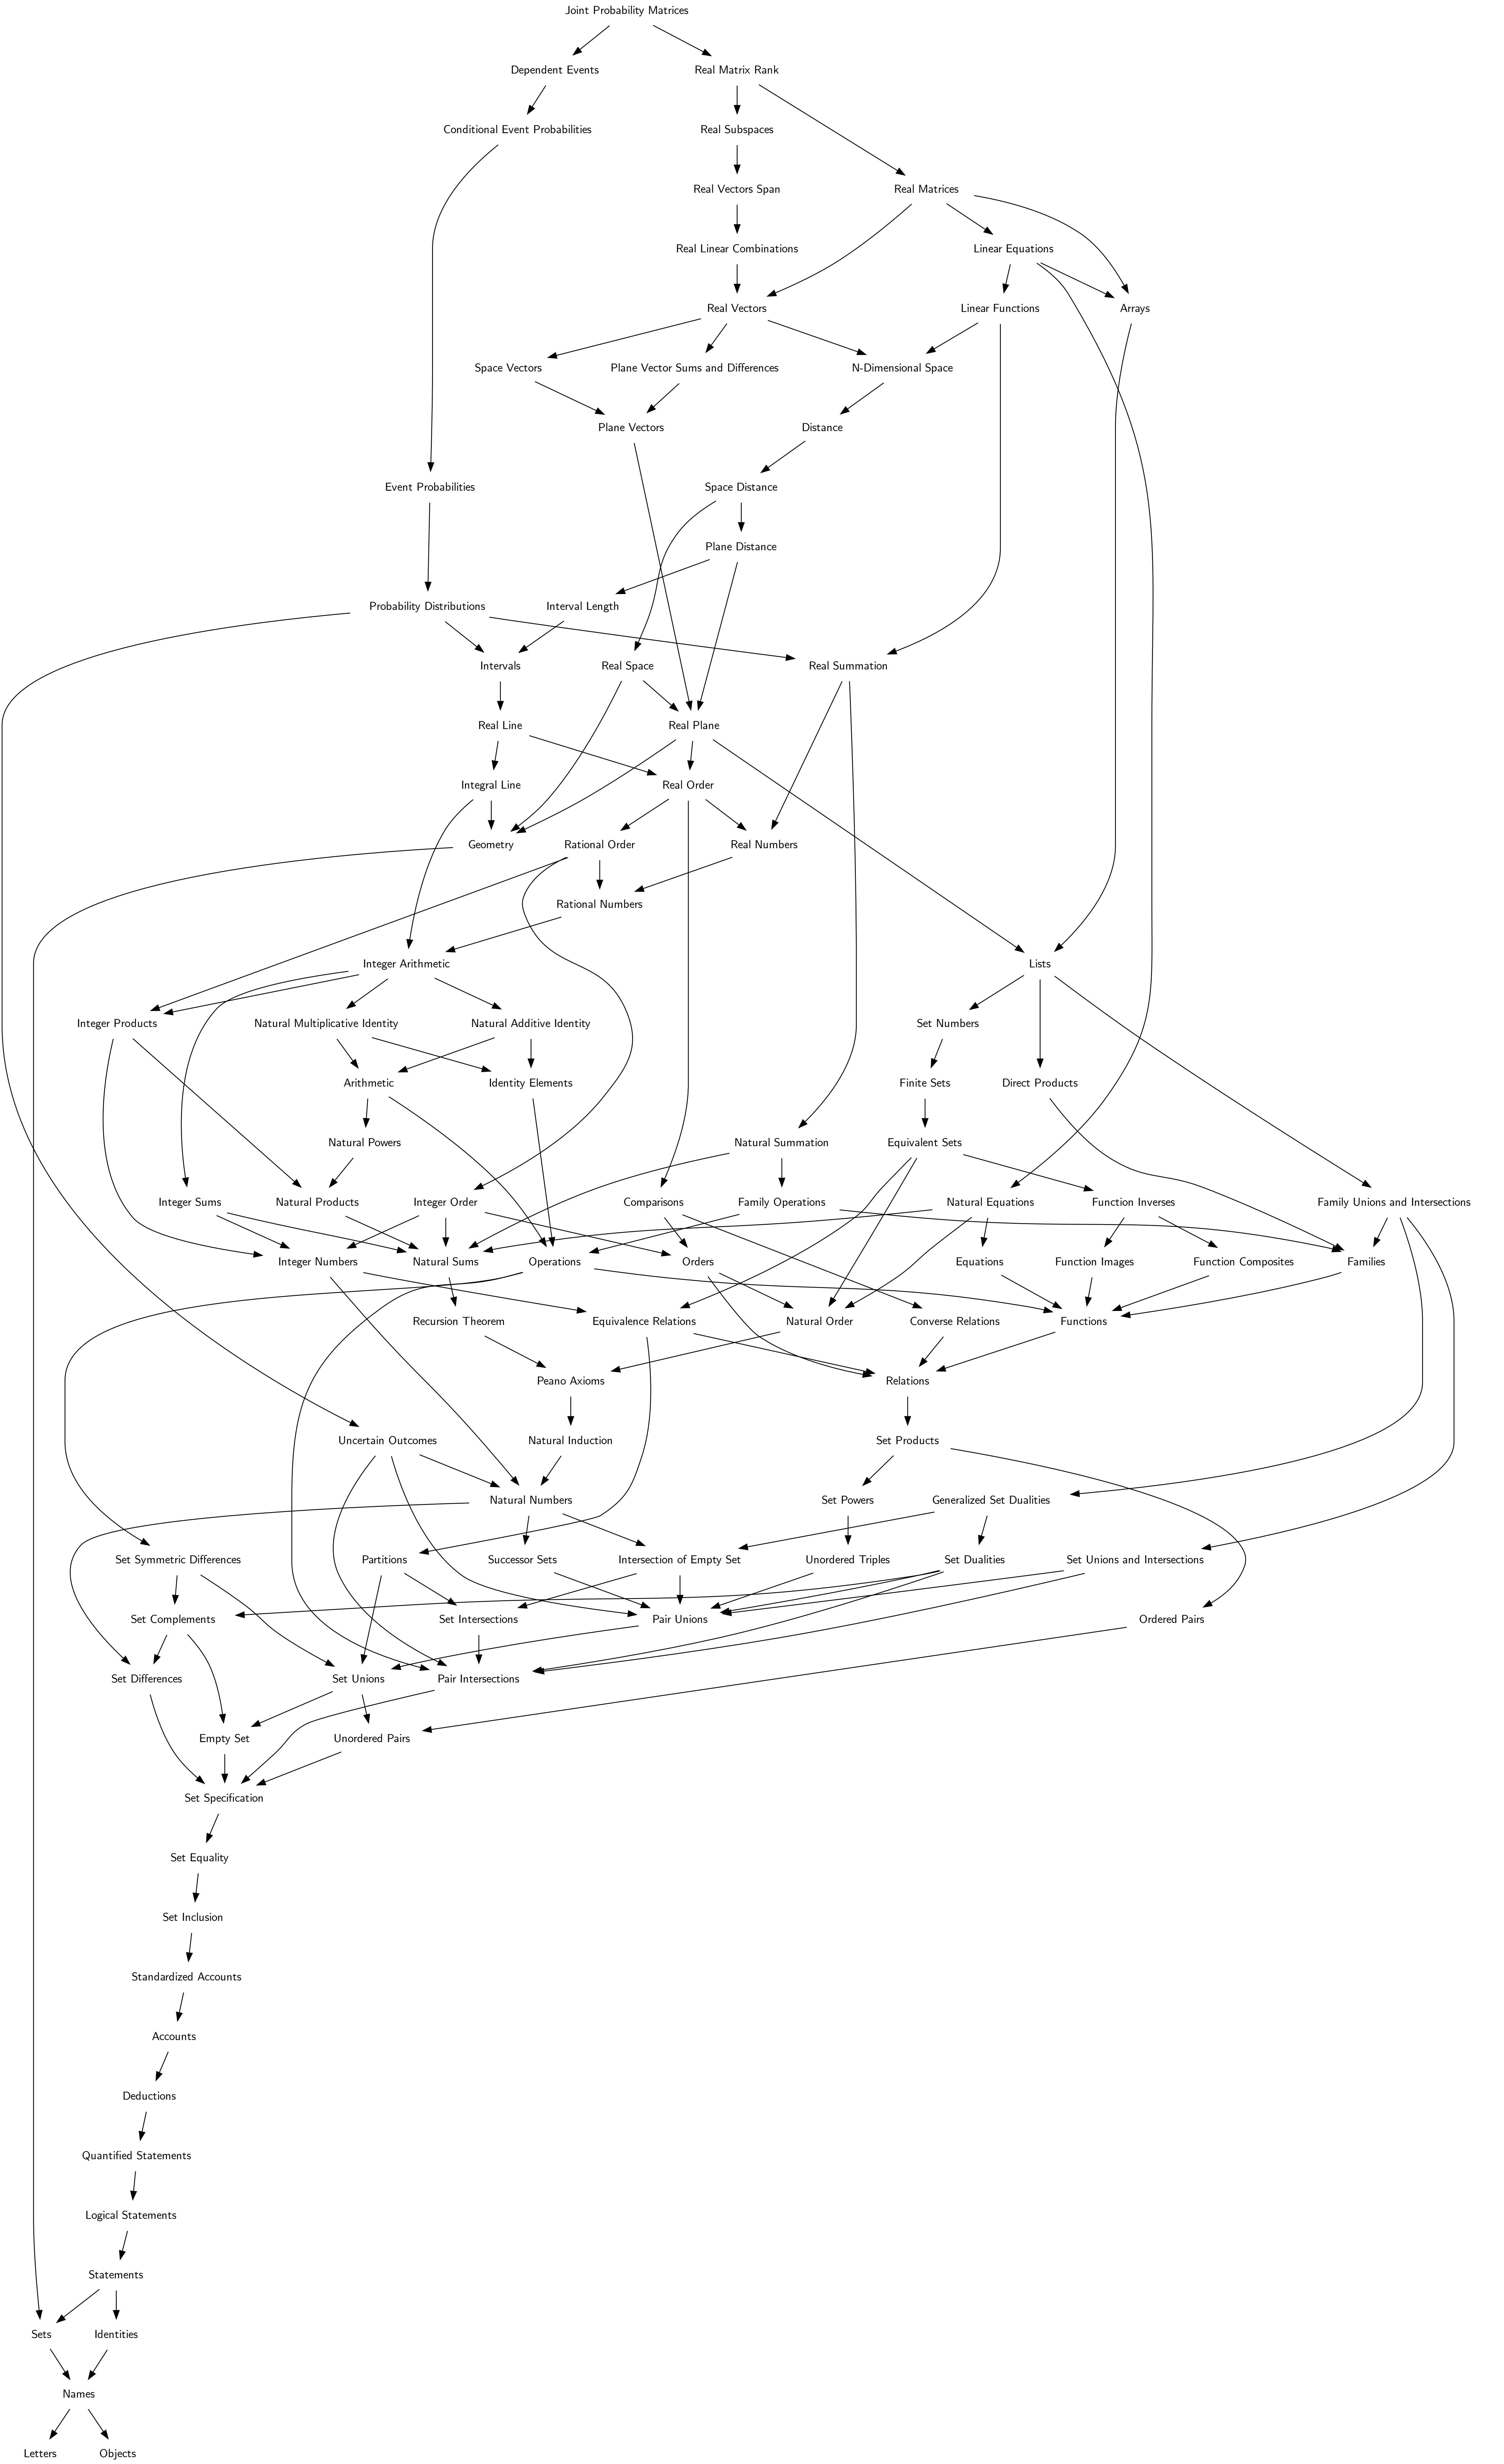 Joint Probability Matrices
Dependent Events
Real Matrix Rank
Conditional Event Probabilities
Real Subspaces
Real Vectors Span
Real Matrices
Real Linear Combinations
Linear Equations
Real Vectors
Linear Functions
Arrays
Space Vectors
Plane Vector Sums and Differences
N-Dimensional Space
Plane Vectors
Distance
Event Probabilities
Space Distance
Plane Distance
Probability Distributions
Interval Length
Intervals
Real Space
Real Summation
Real Line
Real Plane
Integral Line
Real Order
Geometry
Rational Order
Real Numbers
Rational Numbers
Integer Arithmetic
Lists
Integer Products
Natural Multiplicative Identity
Natural Additive Identity
Set Numbers
Arithmetic
Identity Elements
Finite Sets
Direct Products
Natural Powers
Natural Summation
Equivalent Sets
Integer Sums
Natural Products
Integer Order
Comparisons
Family Operations
Natural Equations
Function Inverses
Family Unions and Intersections
Integer Numbers
Natural Sums
Operations
Orders
Equations
Function Images
Function Composites
Families
Recursion Theorem
Equivalence Relations
Natural Order
Converse Relations
Functions
Peano Axioms
Relations
Uncertain Outcomes
Natural Induction
Set Products
Natural Numbers
Set Powers
Generalized Set Dualities
Set Symmetric Differences
Partitions
Successor Sets
Intersection of Empty Set
Unordered Triples
Set Dualities
Set Unions and Intersections
Set Complements
Set Intersections
Pair Unions
Ordered Pairs
Set Differences
Set Unions
Pair Intersections
Empty Set
Unordered Pairs
Set Specification
Set Equality
Set Inclusion
Standardized Accounts
Accounts
Deductions
Quantified Statements
Logical Statements
Statements
Sets
Identities
Names
Letters
Objects